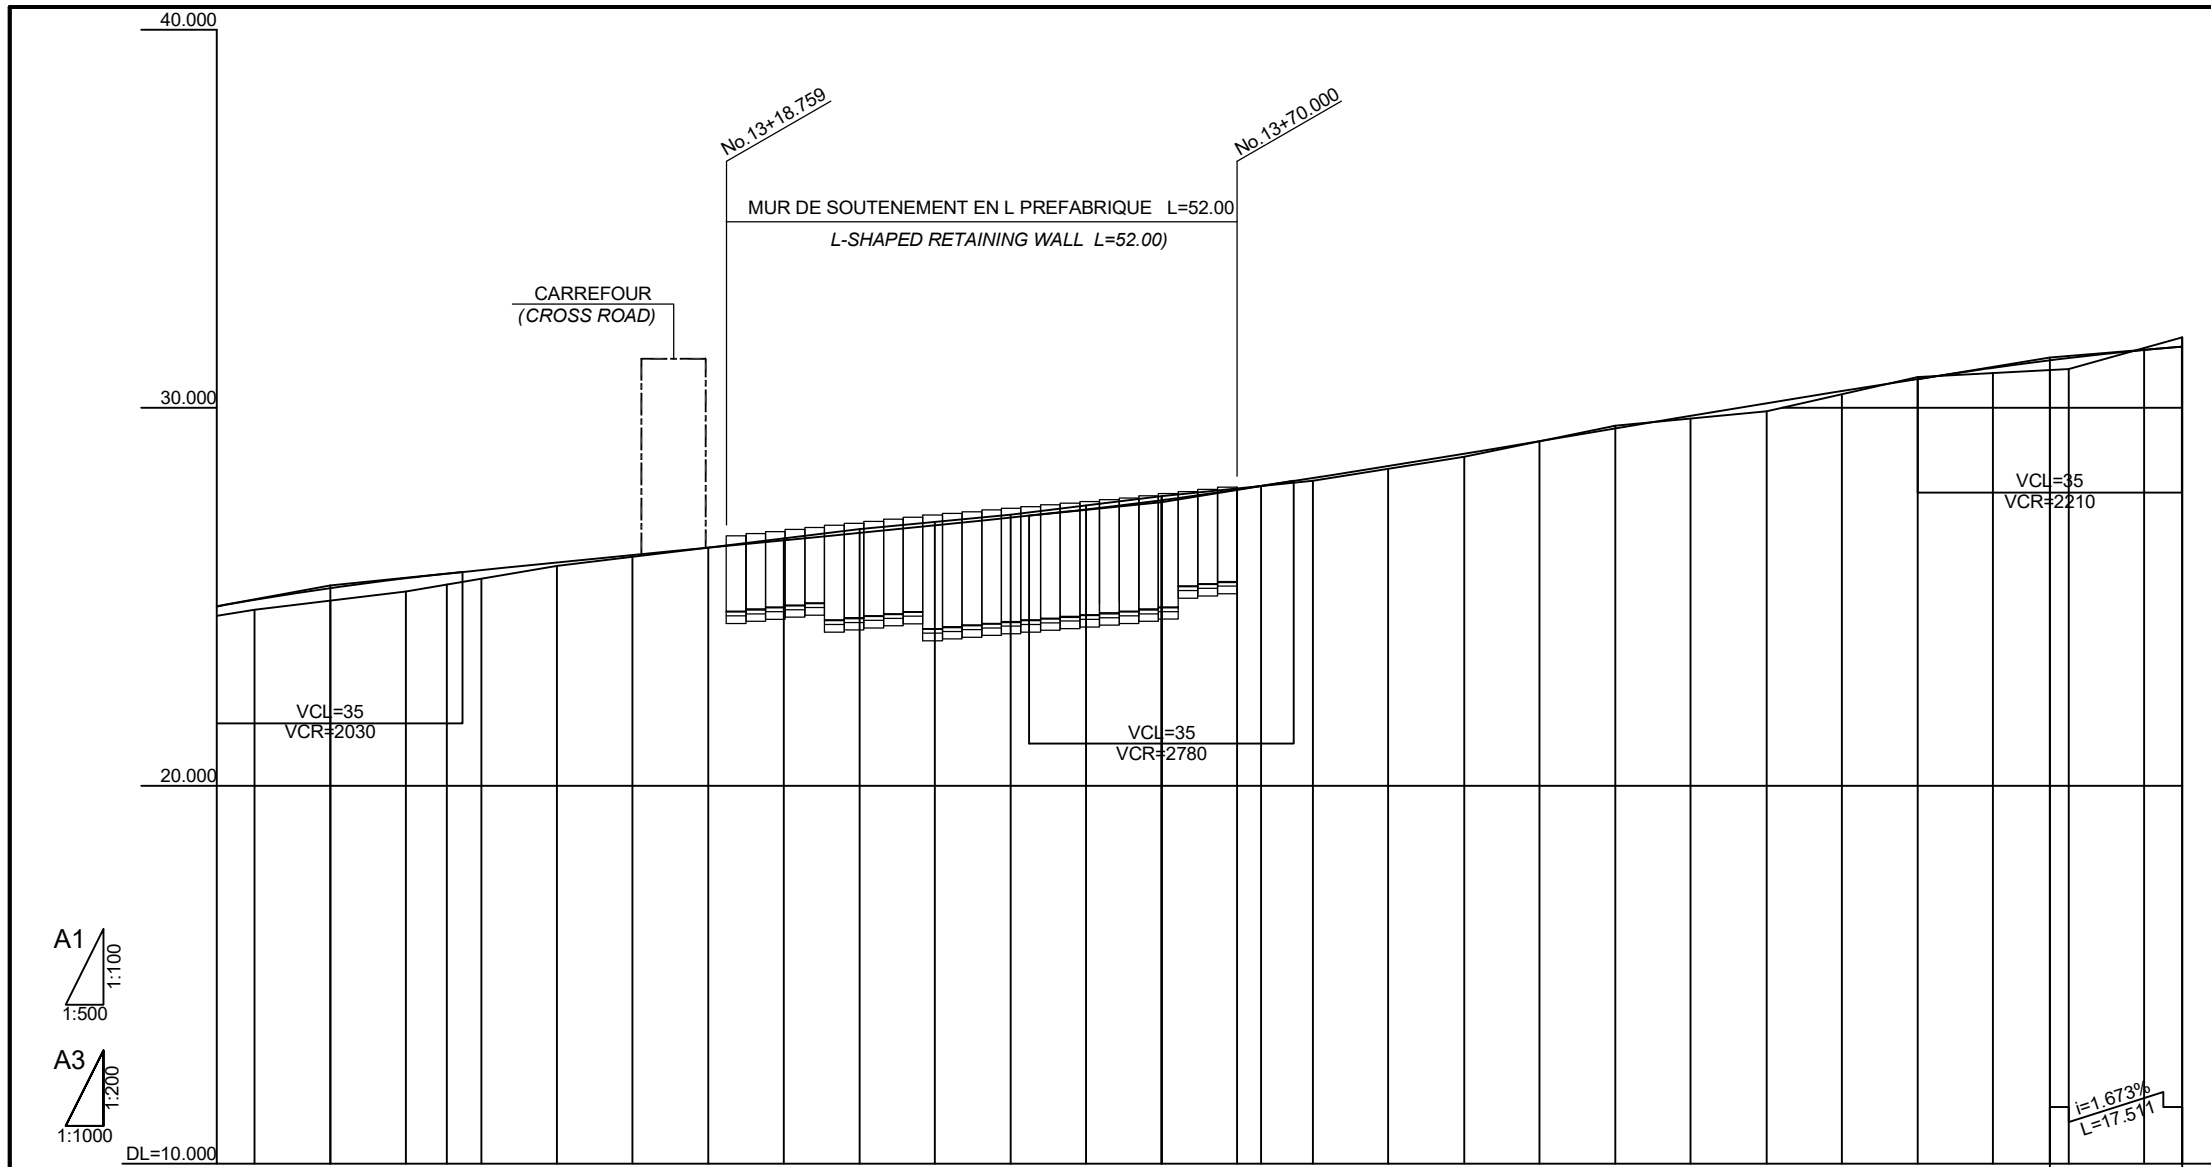 40.000
No.13+18.759
No.13+70.000
MUR DE SOUTENEMENT EN L PREFABRIQUE L=52.00
L-SHAPED RETAINING WALL L=52.00)
CARREFOUR
(CROSS ROAD)
30.000
VCL=35
VCR=2210
VCL=35
VCR=2030
VCL=35
VCR=2780
20.000
A1
1:100
1:500
A3
1:200
1:1000
i=1.673%
L=17.511
DL=10.000